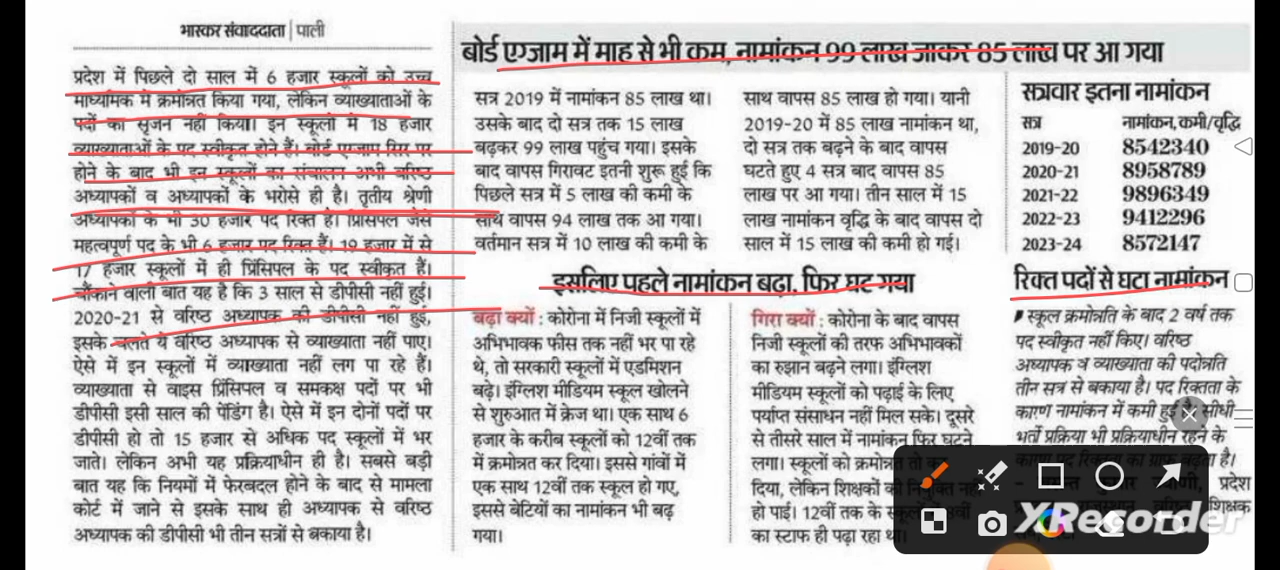 भास्कर संवाददाता | पाली
प्रदेश में पिछले दो साल में 6 हजार स्कूलों को उच्च
माध्यमिक में क्रमोन्नत किया गया, लेकिन व्याख्याताओं के
पदों का सृजन नहीं किया। इन स्कूलों में 18 हजार
व्याख्याताओं के पद स्वीकृत होने हैं। बोर्ड एग्जाम सिर पर
होने के बाद भी इन स्कूलों का संचालन अभी वरिष्ठ
अध्यापकों व अध्यापकों के भरोसे ही है। तृतीय श्रेणी
अध्यापकों के भी 30 हजार पद रिक्त है। प्रिंसिपल जैसे
महत्वपूर्ण पद के भी 6 हजार पद रिक्त हैं। 19 हजार में से
17 हजार स्कूलों में ही प्रिंसिपल के पद स्वीकृत हैं।
चौंकाने वाली बात यह है कि 3 साल से डीपीसी नहीं हुई।
2020-21 से वरिष्ठ अध्यापक की डीपीसी नहीं हुई,
इसके चलते ये वरिष्ठ अध्यापक से व्याख्याता नहीं पाए।
ऐसे में इन स्कूलों में व्याख्याता नहीं लग पा रहे हैं।
व्याख्याता से वाइस प्रिंसिपल व समकक्ष पदों पर भी
डीपीसी इसी साल की पेंडिंग है। ऐसे में इन दोनों पदों पर
डीपीसी हो तो 15 हजार से अधिक पद स्कूलों में भर
जाते। लेकिन अभी यह प्रक्रियाधीन ही है। सबसे बड़ी
बात यह कि नियमों में फेरबदल होने के बाद से मामला
कोर्ट में जाने से इसके साथ ही अध्यापक से वरिष्ठ
अध्यापक की डीपीसी भी तीन सत्रों से बकाया है।
बोर्ड एग्जाम में माह से भी कम, नामांकन 99 लाख जाकर 85 लाख पर आ गया
सत्र 2019 में नामांकन 85 लाख था।
उसके बाद दो सत्र तक 15 लाख
बढ़कर 99 लाख पहुंच गया। इसके
बाद वापस गिरावट इतनी शुरू हुई कि
पिछले सत्र में 5 लाख की कमी के
साथ वापस 94 लाख तक आ गया।
वर्तमान सत्र में 10 लाख की कमी के
साथ वापस 85 लाख हो गया। यानी
2019-20 में 85 लाख नामांकन था,
दो सत्र तक बढ़ने के बाद वापस
घटते हुए 4 सत्र बाद वापस 85
लाख पर आ गया। तीन साल में 15
लाख नामांकन वृद्धि के बाद वापस दो
साल में 15 लाख की कमी हो गई।
सत्रवार इतना नामांकन
सत्र नामांकन, कमी/वृद्धि
2019-20 8542340
2020-21 8958789
2021-22 9896349
2022-23 9412296
2023-24 8572147
इसलिए पहले नामांकन बढ़ा, फिर घट गया
बढ़ा क्यों : कोरोना में निजी स्कूलों में
अभिभावक फीस तक नहीं भर पा रहे
थे, तो सरकारी स्कूलों में एडमिशन
बढ़े। इंग्लिश मीडियम स्कूल खोलने
से शुरुआत में क्रेज था। एक साथ 6
हजार के करीब स्कूलों को 12वीं तक
में क्रमोन्नत कर दिया। इससे गांवों में
एक साथ 12वीं तक स्कूल हो गए,
इससे बेटियों का नामांकन भी बढ़
गया।
गिरा क्यों : कोरोना के बाद वापस
निजी स्कूलों की तरफ अभिभावकों
का रुझान बढ़ने लगा। इंग्लिश
मीडियम स्कूलों को पढ़ाई के लिए
पर्याप्त संसाधन नहीं मिल सके। दूसरे
से तीसरे साल में नामांकन फिर घटने
लगा। स्कूलों को क्रमोन्नत तो कर
दिया, लेकिन शिक्षकों की नियुक्ति नहीं
हो पाई। 12वीं तक के
का स्टाफ ही पढ़ा रहा था।
रिक्त पदों से घटा नामांकन
स्कूल क्रमोन्नति के बाद 2 वर्ष तक
पद स्वीकृत नहीं किए। वरिष्ठ
अध्यापक व व्याख्याता की पदोन्नति
तीन सत्र से बकाया है। पद रिक्तता के
कारण नामांकन में कमी हुई है। सीधी
भर्ती प्रक्रिया भी प्रक्रियाधीन रहने के
कारण पद रिक्तता का ग्राफ बढ़ता है।
प्रदेश
शिक्षक
XRecorder